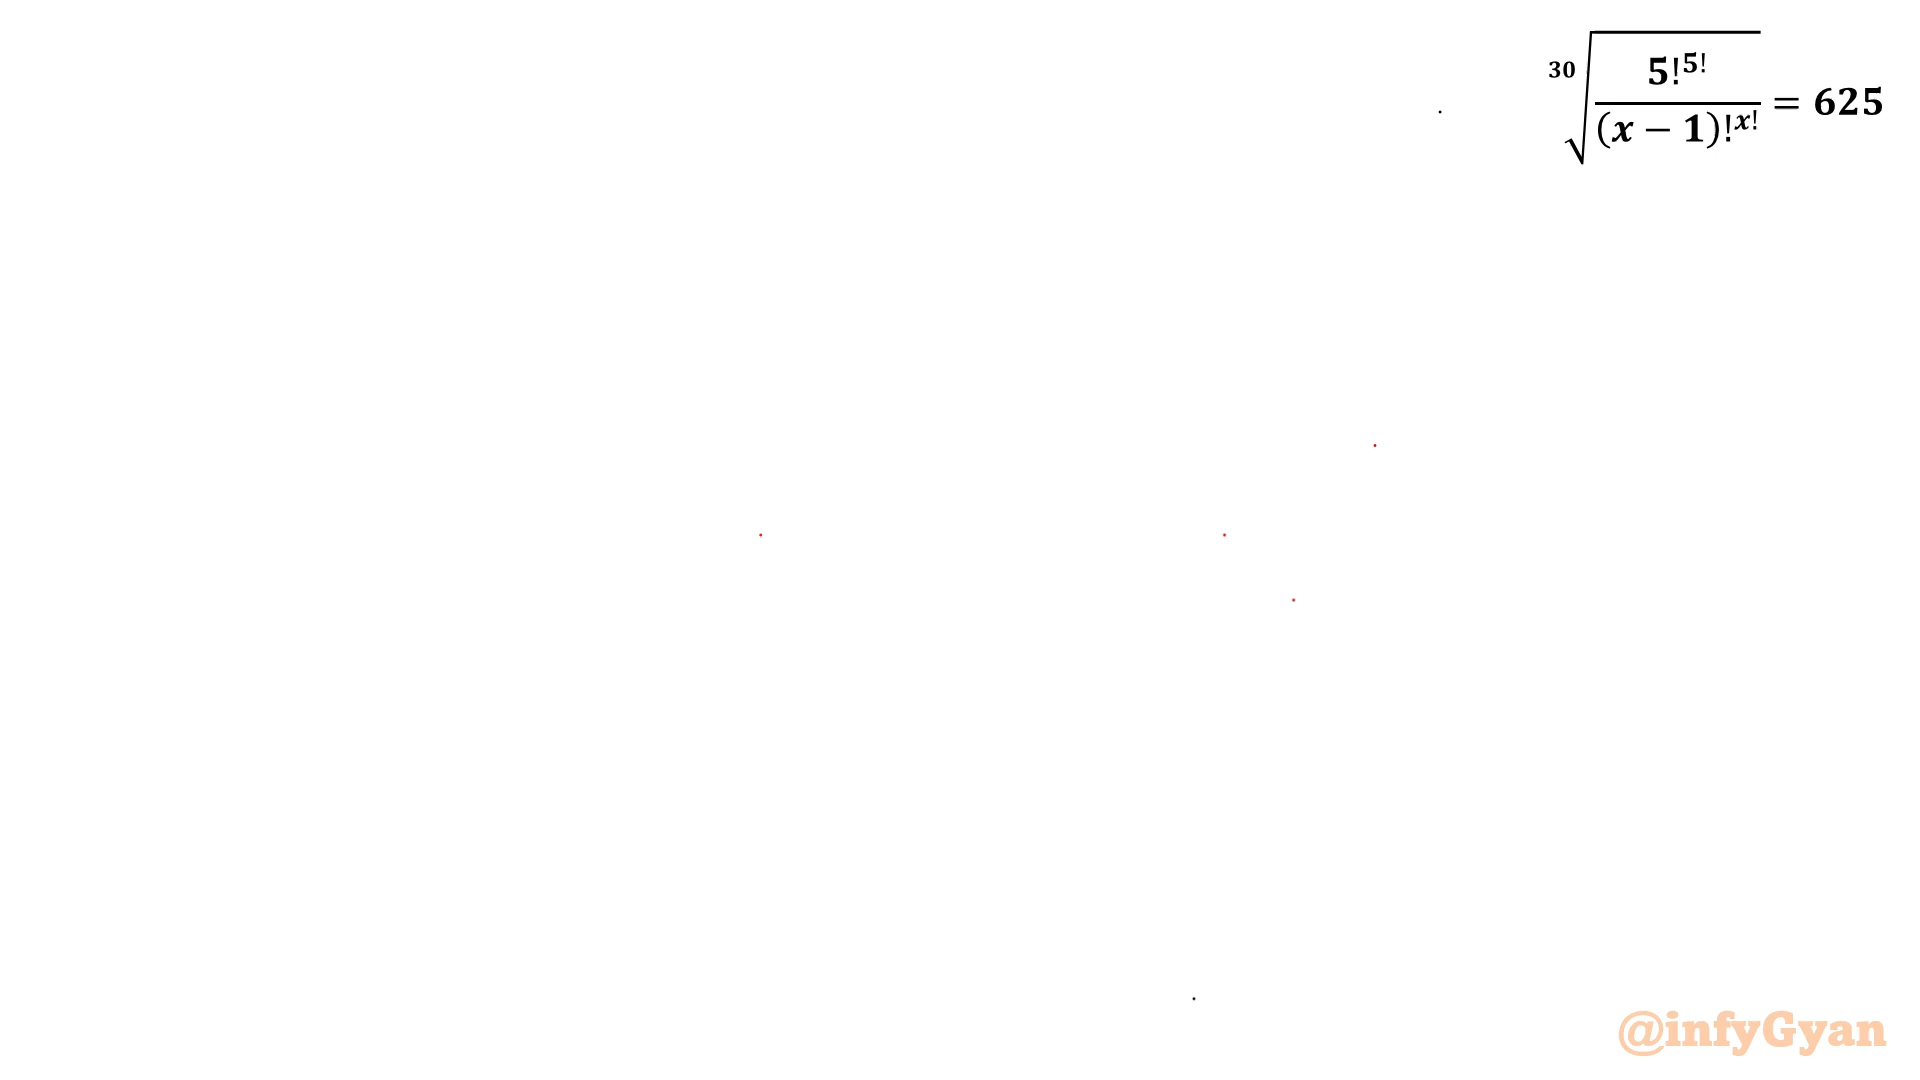 ³⁰√(5!^5! / (x − 1)!^x!) = 625
@infyGyan